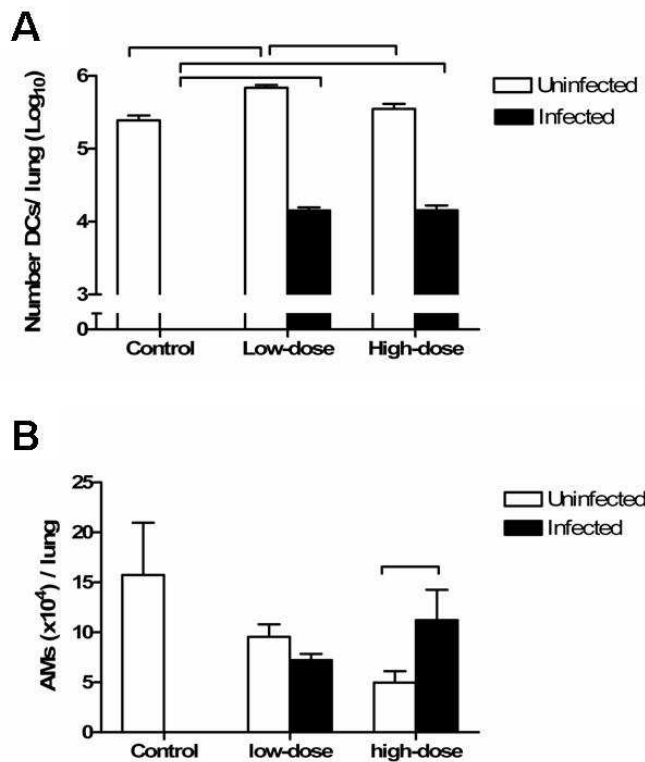 A
Number DCs/ lung (Log10)
6
5
4
3
0
Control
Low-dose
High-dose
Uninfected
Infected
B
AMs (x10⁴) / lung
25
20
15
10
5
0
Control
low-dose
high-dose
Uninfected
Infected